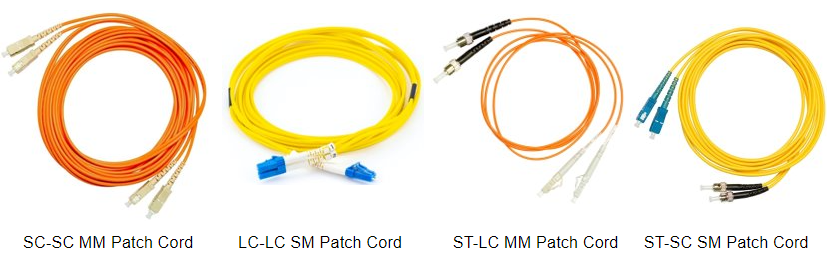 SC-SC MM Patch Cord
LC-LC SM Patch Cord
ST-LC MM Patch Cord
ST-SC SM Patch Cord